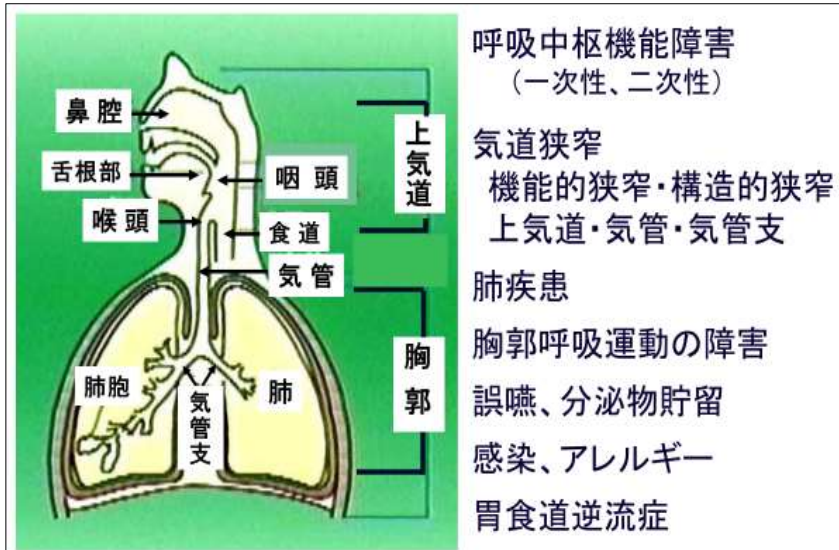 鼻腔
舌根部
咽頭
喉頭
食道
気管
肺胞
気管支
肺
上気道
胸郭
呼吸中枢機能障害
（一次性、二次性）
気道狭窄
機能的狭窄・構造的狭窄
上気道・気管・気管支
肺疾患
胸郭呼吸運動の障害
誤嚥、分泌物貯留
感染、アレルギー
胃食道逆流症